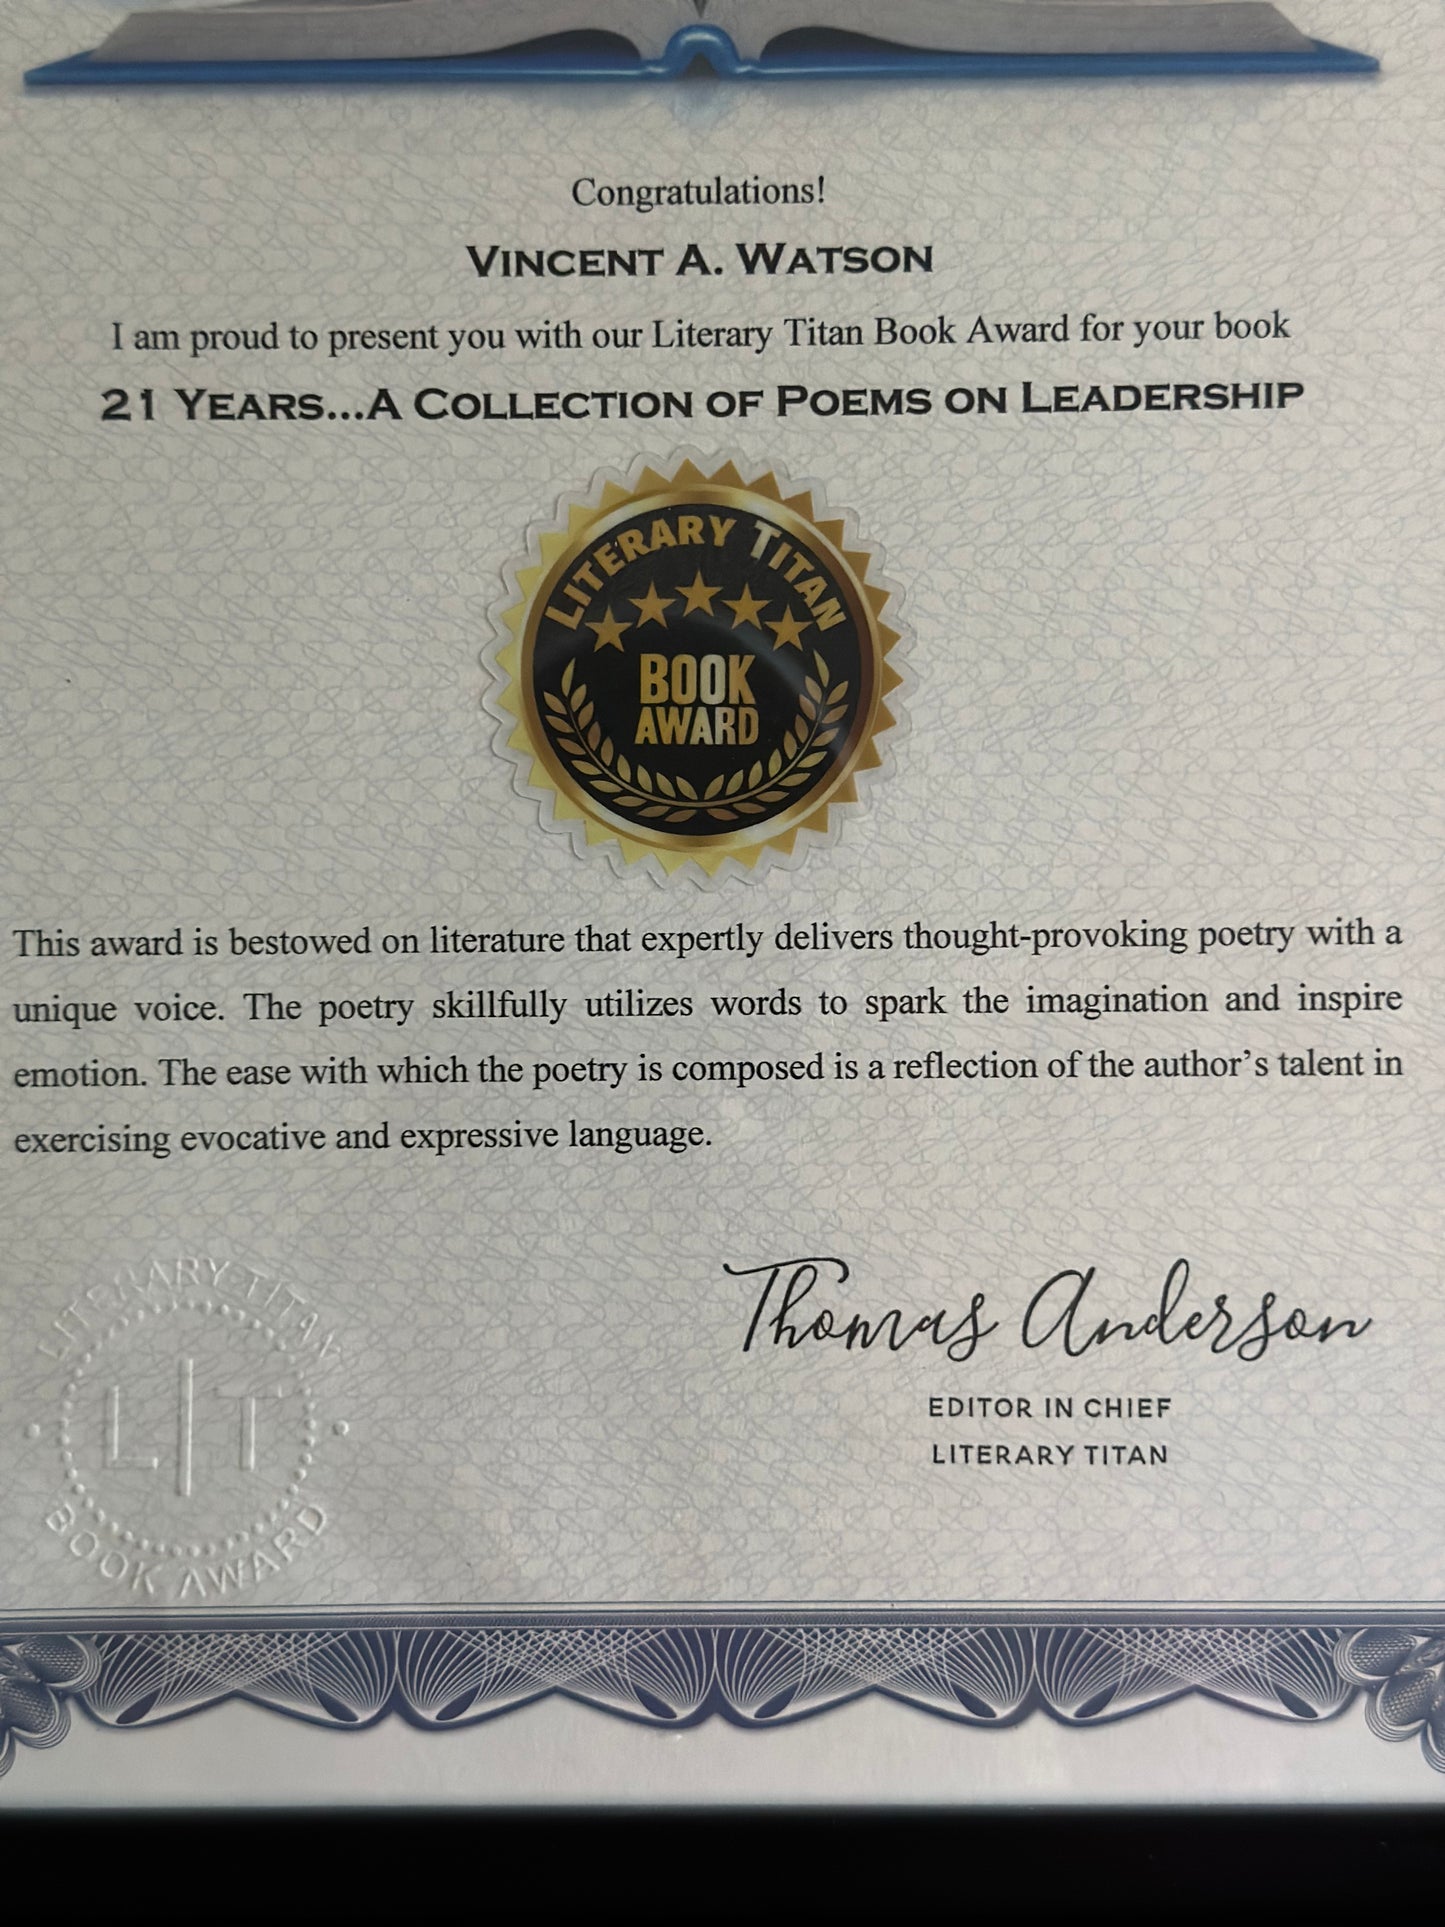 Congratulations!
VINCENT A. WATSON
I am proud to present you with our Literary Titan Book Award for your book
21 YEARS...A COLLECTION OF POEMS ON LEADERSHIP
LITERARY TITAN
BOOK
AWARD
This award is bestowed on literature that expertly delivers thought-provoking poetry with a
unique voice. The poetry skillfully utilizes words to spark the imagination and inspire
emotion. The ease with which the poetry is composed is a reflection of the author’s talent in
exercising evocative and expressive language.
Thomas Anderson
EDITOR IN CHIEF
LITERARY TITAN
LITERARY TITAN
L|T
BOOK AWARD